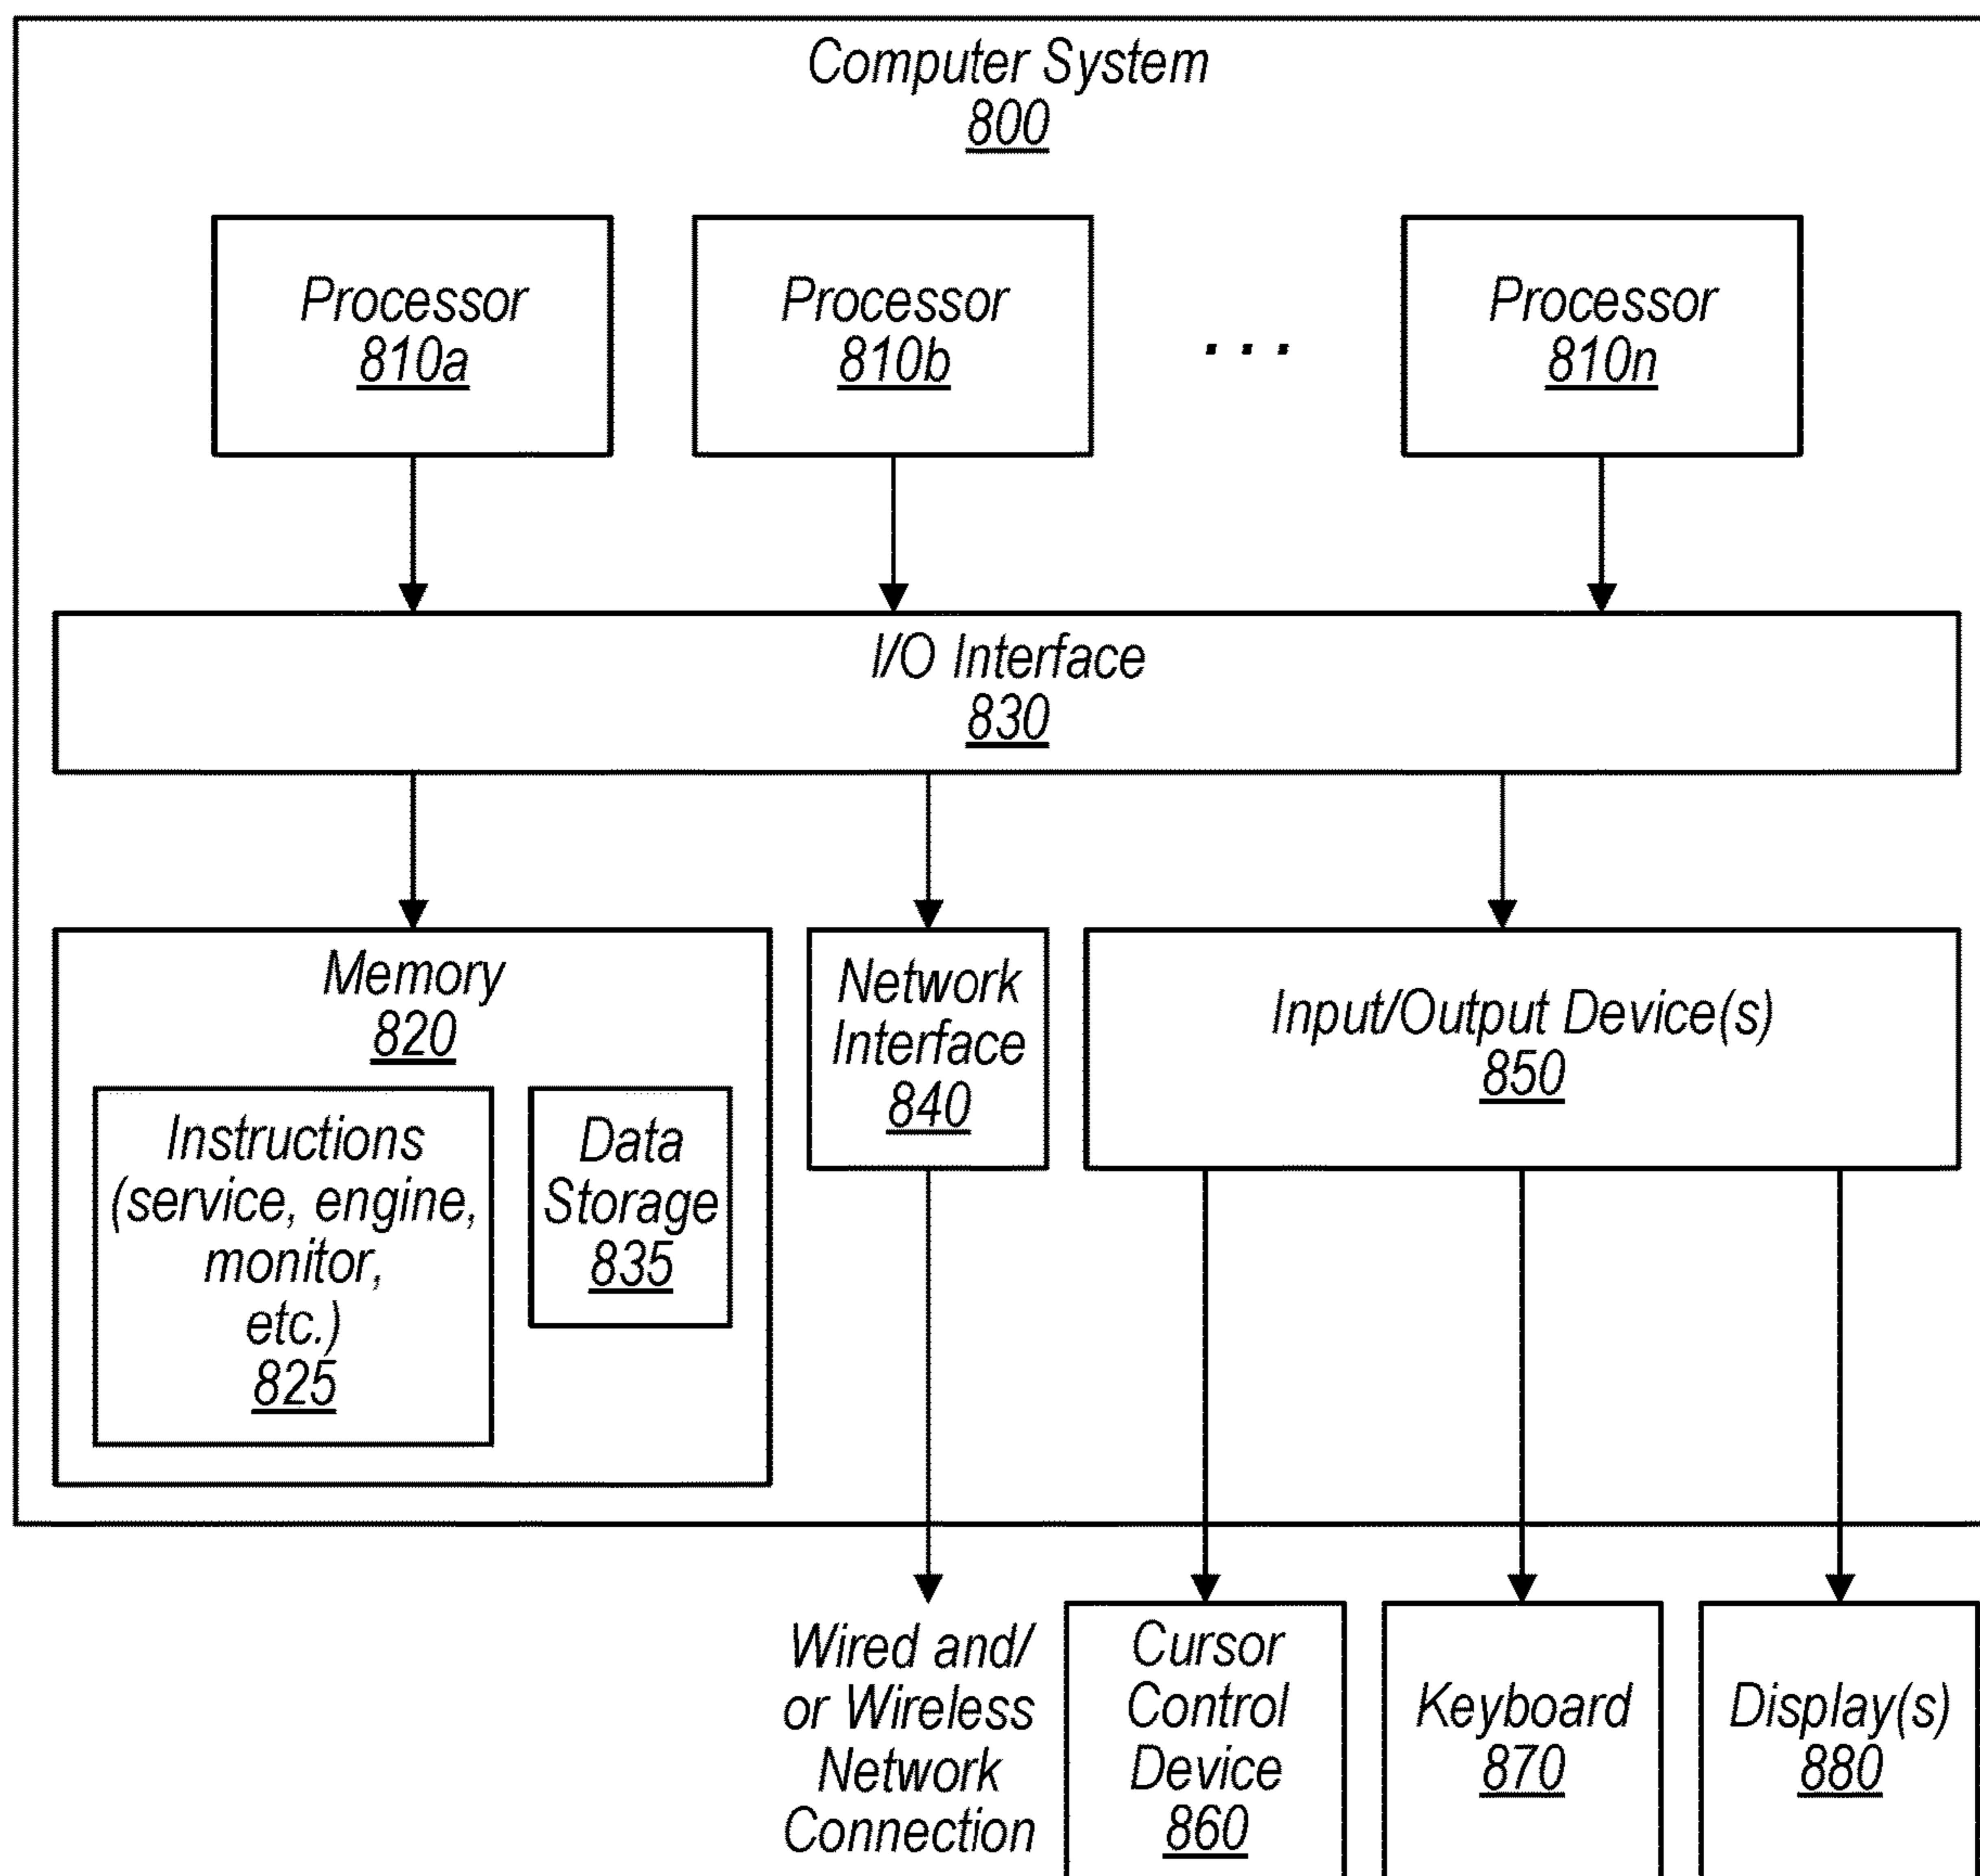 Computer System
800
Processor
810a
Processor
810b
. . .
Processor
810n
I/O Interface
830
Memory
820
Instructions
(service, engine,
monitor,
etc.)
825
Data
Storage
835
Network
Interface
840
Input/Output Device(s)
850
Wired and/
or Wireless
Network
Connection
Cursor
Control
Device
860
Keyboard
870
Display(s)
880